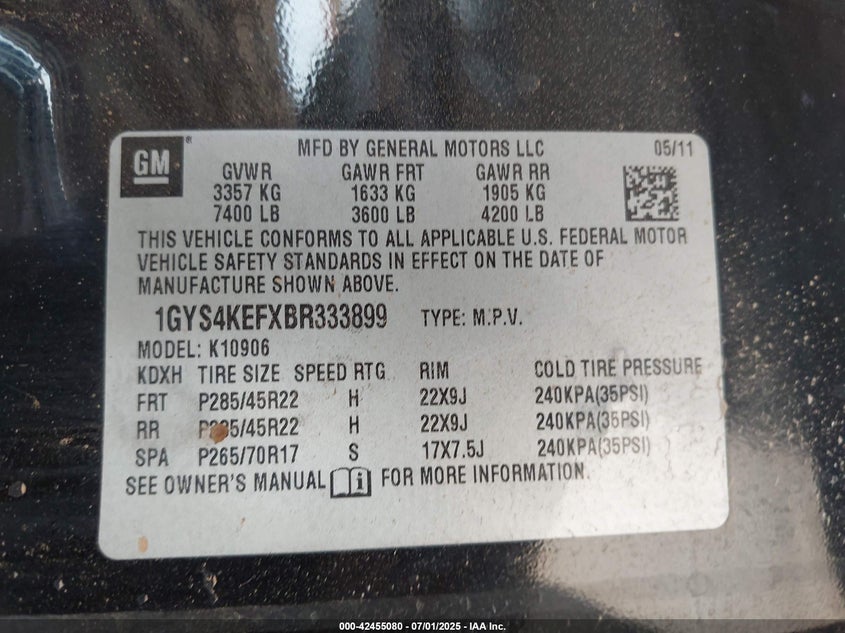 GM
MFD BY GENERAL MOTORS LLC 05/11
GVWR GAWR FRT GAWR RR
3357 KG 1633 KG 1905 KG
7400 LB 3600 LB 4200 LB
THIS VEHICLE CONFORMS TO ALL APPLICABLE U.S. FEDERAL MOTOR
VEHICLE SAFETY STANDARDS IN EFFECT ON THE DATE OF
MANUFACTURE SHOWN ABOVE.
1GYS4KEFXBR333899 TYPE: M.P.V.
MODEL: K10906
KDXH TIRE SIZE SPEED RTG RIM COLD TIRE PRESSURE
FRT P285/45R22 H 22X9J 240KPA(35PSI)
RR P285/45R22 H 22X9J 240KPA(35PSI)
SPA P265/70R17 S 17X7.5J 240KPA(35PSI)
SEE OWNER'S MANUAL FOR MORE INFORMATION.
000-42455080 / 07/01/2025 - IAA Inc.